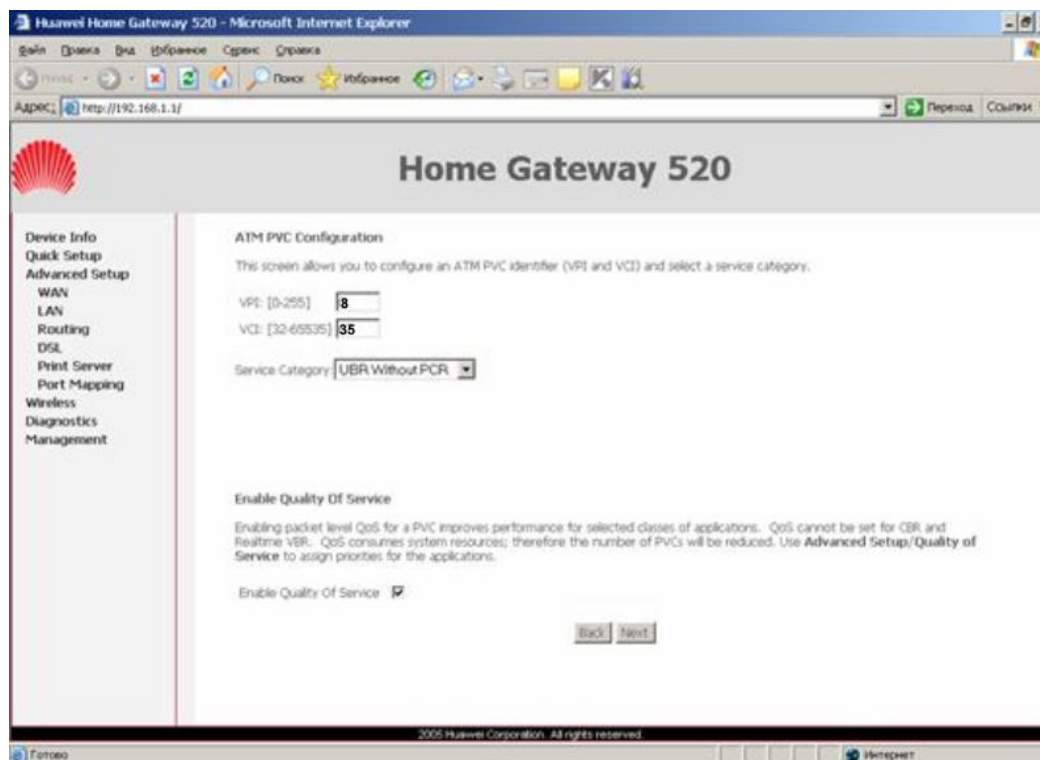 Huawei Home Gateway 520 - Microsoft Internet Explorer
Файл Правка Вид Избранное Сервис Справка
Назад Поиск Избранное
Адрес: http://192.168.1.1/ Переход Ссылки
Home Gateway 520
Device Info
Quick Setup
Advanced Setup
WAN
LAN
Routing
DSL
Print Server
Port Mapping
Wireless
Diagnostics
Management
ATM PVC Configuration
This screen allows you to configure an ATM PVC identifier (VPI and VCI) and select a service category.
VPI: [0-255] 8
VCI: [32-65535] 35
Service Category: UBR Without PCR
Enable Quality Of Service
Enabling packet level QoS for a PVC improves performance for selected classes of applications. QoS cannot be set for CBR and
Realtime VBR. QoS consumes system resources; therefore the number of PVCs will be reduced. Use Advanced Setup/Quality of
Service to assign priorities for the applications.
Enable Quality Of Service
Back Next
2005 Huawei Corporation. All rights reserved.
Готово Интернет